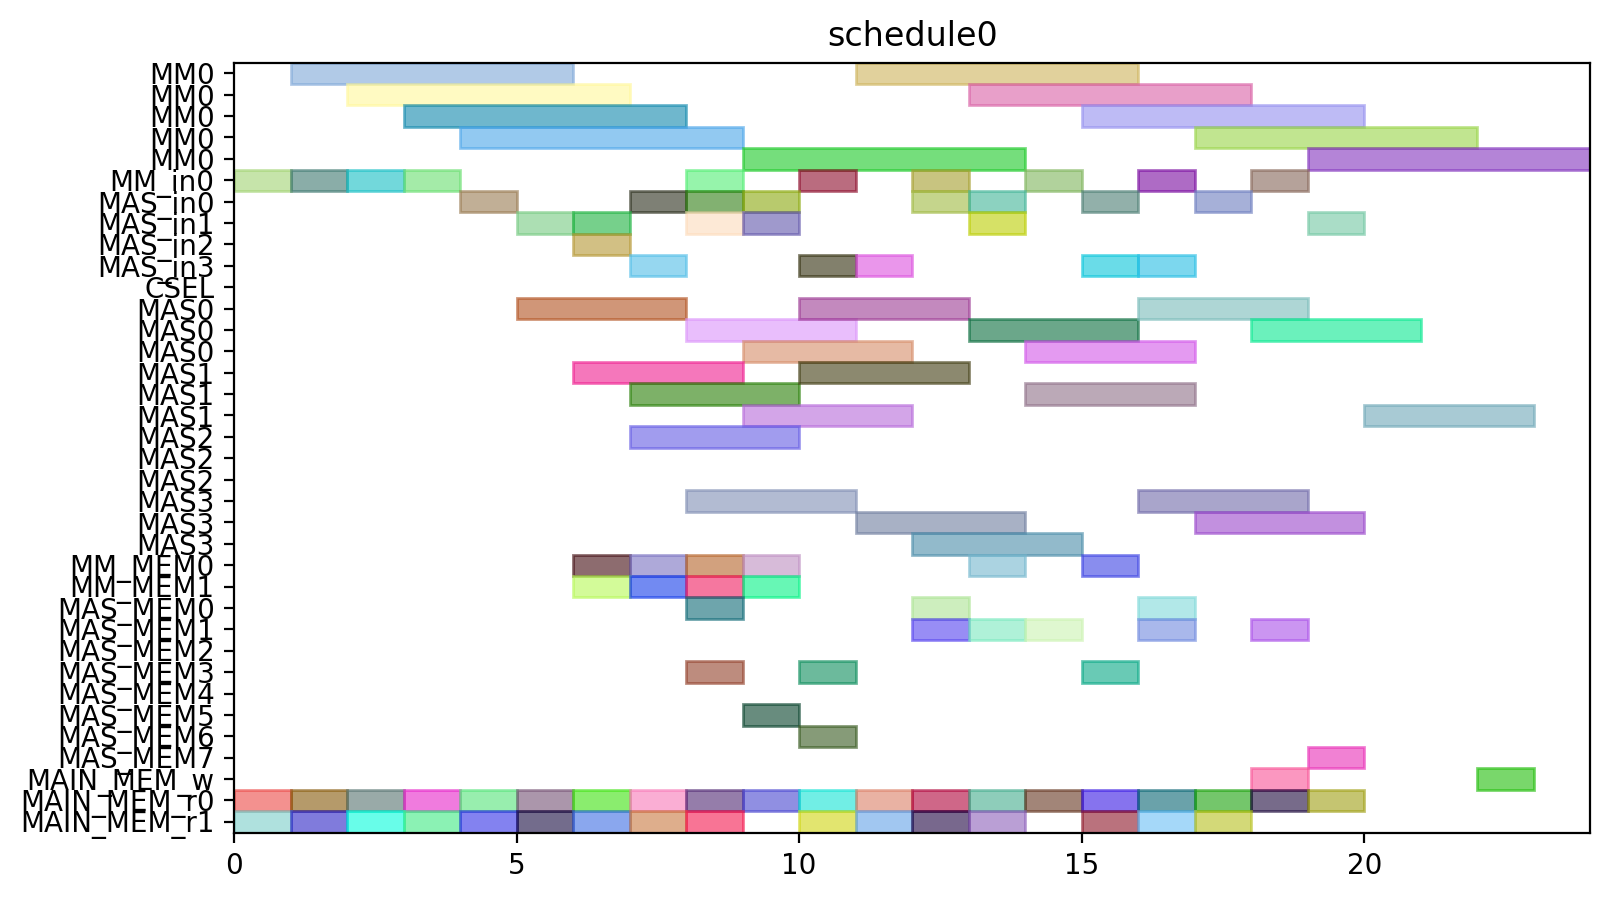 schedule0
MM0
MM0
MM0
MM0
MM0
MM_in0
MAS_in0
MAS_in1
MAS_in2
MAS_in3
CSEL
MAS0
MAS0
MAS0
MAS1
MAS1
MAS1
MAS2
MAS2
MAS2
MAS3
MAS3
MAS3
MM_MEM0
MM_MEM1
MAS_MEM0
MAS_MEM1
MAS_MEM2
MAS_MEM3
MAS_MEM4
MAS_MEM5
MAS_MEM6
MAS_MEM7
MAIN_MEM_w
MAIN_MEM_r0
MAIN_MEM_r1
0 5 10 15 20